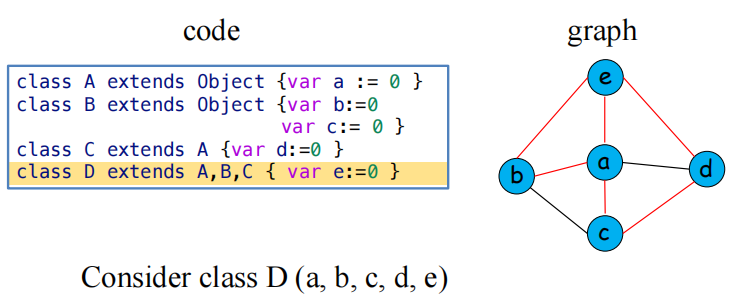 code
graph
class A extends Object {var a := 0 }
class B extends Object {var b:=0
var c:= 0 }
class C extends A {var d:=0 }
class D extends A,B,C { var e:=0 }
e
a
b
d
c
Consider class D (a, b, c, d, e)